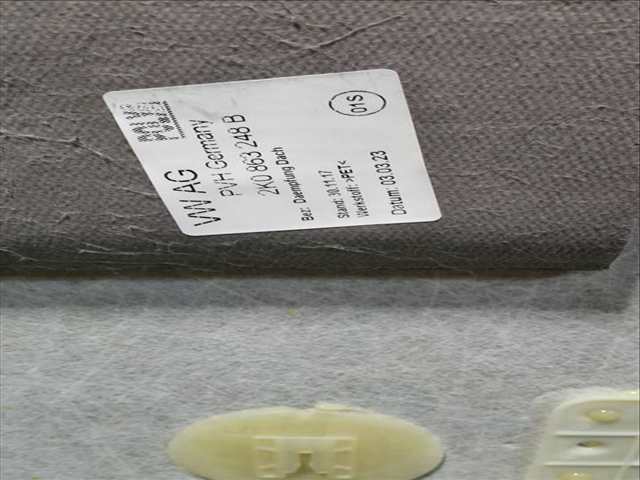 VW AG
PVH Germany
2K0 863 248 B
Bez: Daempfung Dach
Stand: 30.11.17
Werkstoff: >PET<
Datum: 03.03.23
01S